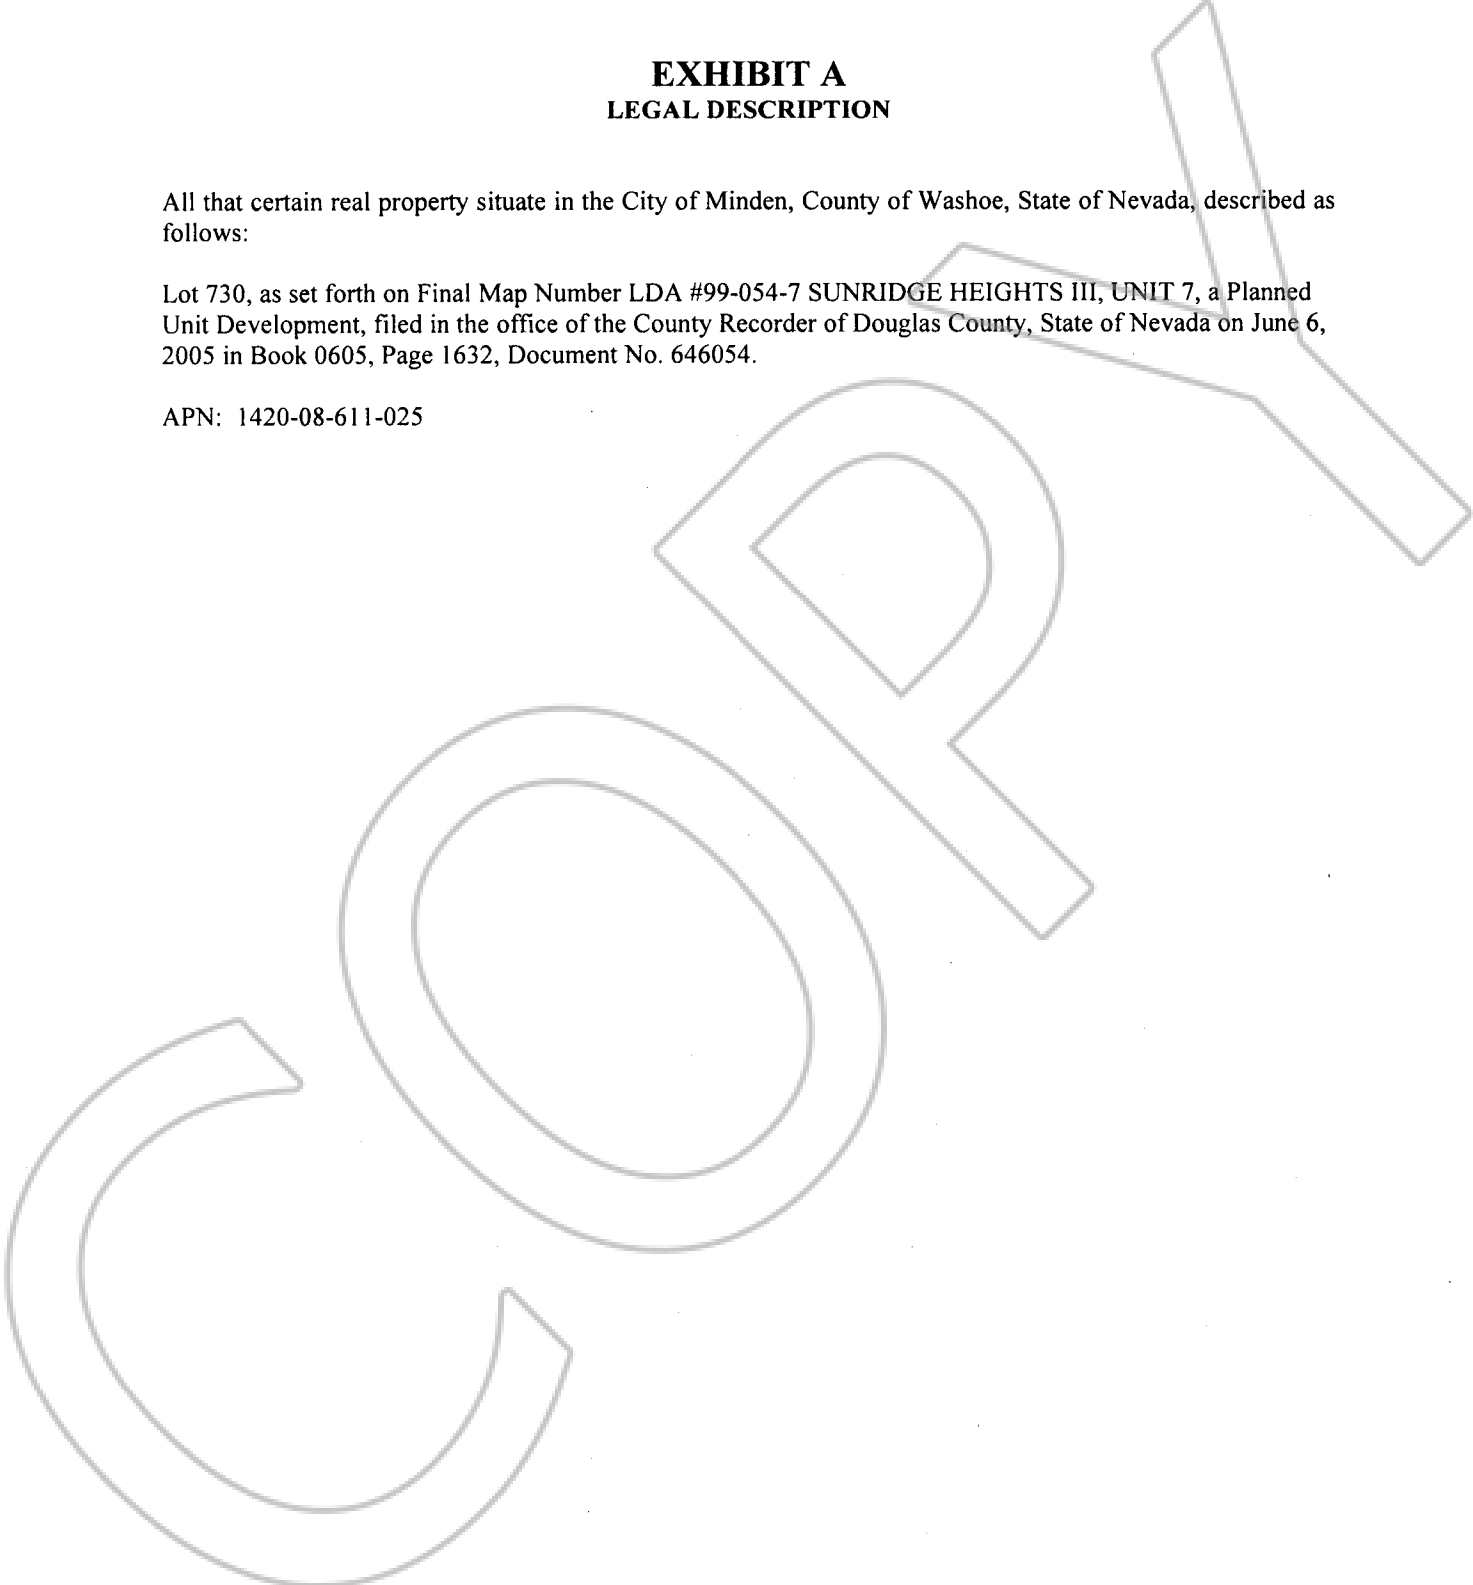 EXHIBIT A
LEGAL DESCRIPTION
All that certain real property situate in the City of Minden, County of Washoe, State of Nevada, described as
follows:
Lot 730, as set forth on Final Map Number LDA #99-054-7 SUNRIDGE HEIGHTS III, UNIT 7, a Planned
Unit Development, filed in the office of the County Recorder of Douglas County, State of Nevada on June 6,
2005 in Book 0605, Page 1632, Document No. 646054.
APN: 1420-08-611-025
COPY